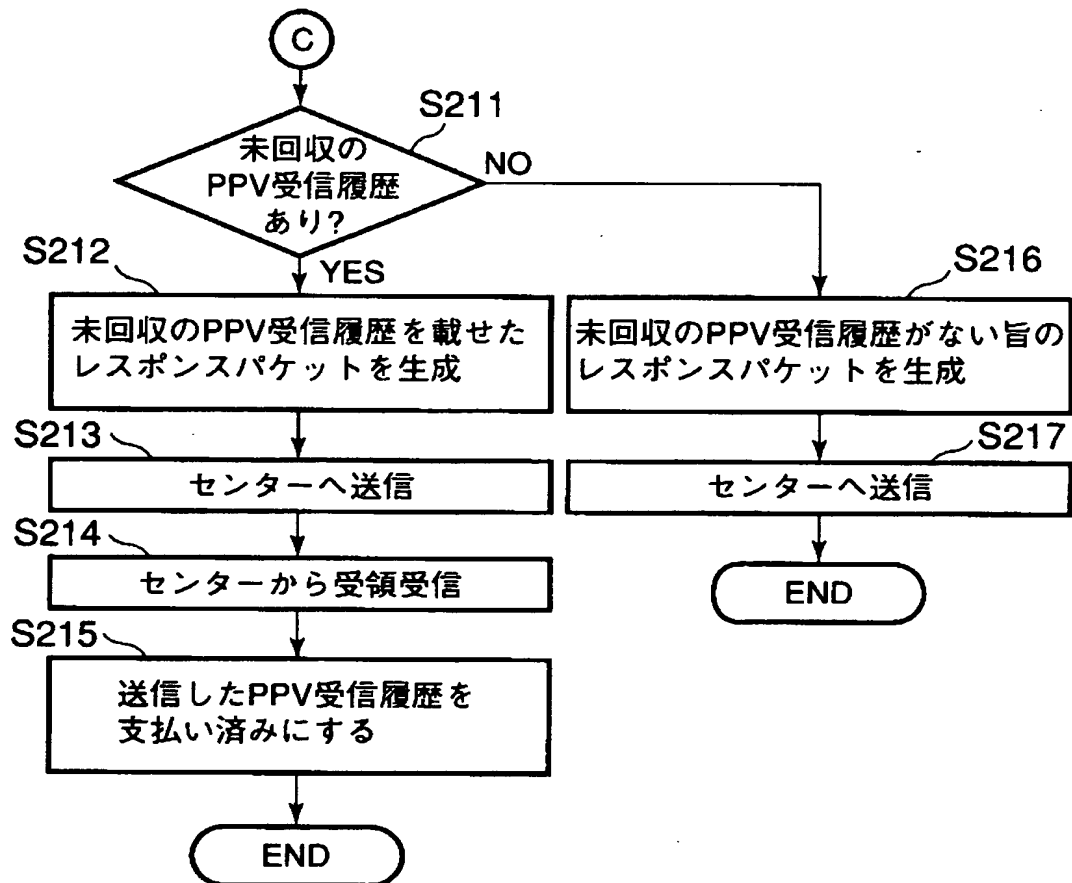 C
S211
未回収の
PPV受信履歴
あり?
NO
YES
S212
未回収のPPV受信履歴を載せた
レスポンスパケットを生成
S213
センターへ送信
S214
センターから受領受信
S215
送信したPPV受信履歴を
支払い済みにする
END
S216
未回収のPPV受信履歴がない旨の
レスポンスパケットを生成
S217
センターへ送信
END